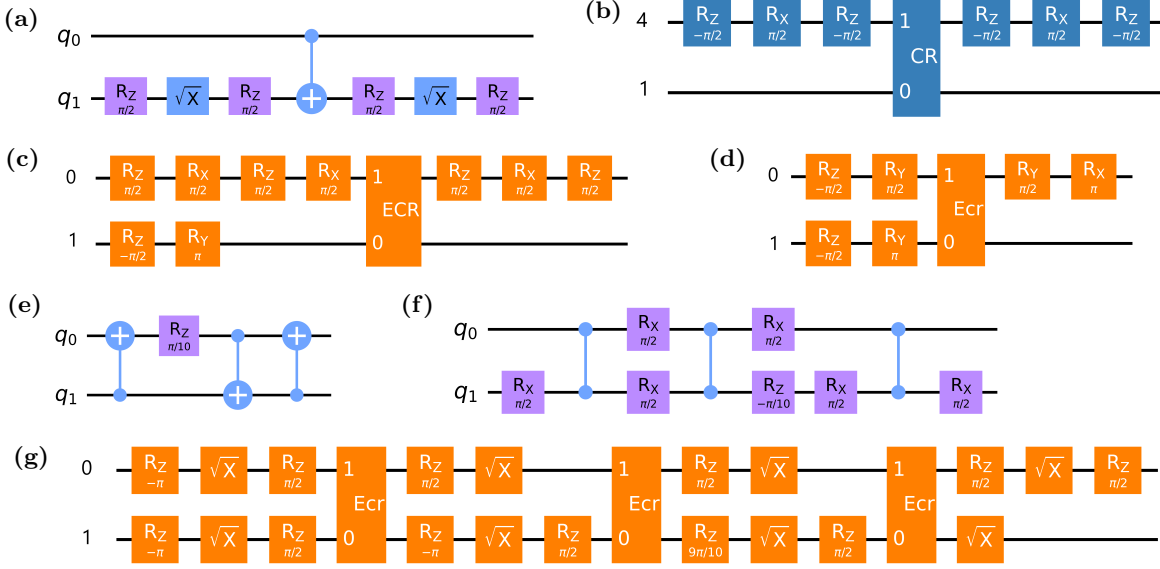 (a)
q0
q1 RZ π/2 √X RZ π/2 RZ π/2 √X RZ π/2
(b)
4 RZ −π/2 RX π/2 RZ −π/2 1 RZ −π/2 RX π/2 RZ −π/2
CR
1 0
(c)
0 RZ π/2 RX π/2 RZ π/2 RX π/2 1 RZ π/2 RX π/2 RZ π/2
ECR
1 RZ −π/2 RY π 0
(d)
0 RZ −π/2 RY π/2 1 RY π/2 RX π
Ecr
1 RZ −π/2 RY π 0
(e)
q0 RZ π/10
q1
(f)
q0 RX π/2 RX π/2
q1 RX π/2 RX π/2 RZ −π/10 RX π/2 RX π/2
(g)
0 RZ −π √X RZ π/2 1 RZ π/2 √X 1 RZ π/2 √X 1 RZ π/2 √X RZ π/2
Ecr Ecr Ecr
1 RZ −π √X RZ π/2 0 RZ −π √X RZ π/2 0 RZ 9π/10 √X RZ π/2 0 √X